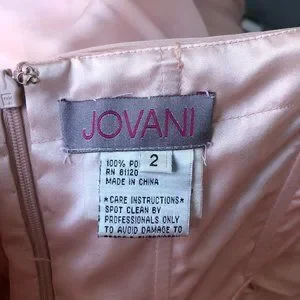 JOVANI
100% PO
2
RN 81120
MADE IN CHINA
*CARE INSTRUCTIONS*
SPOT CLEAN BY
PROFESSIONALS ONLY
TO AVOID DAMAGE TO